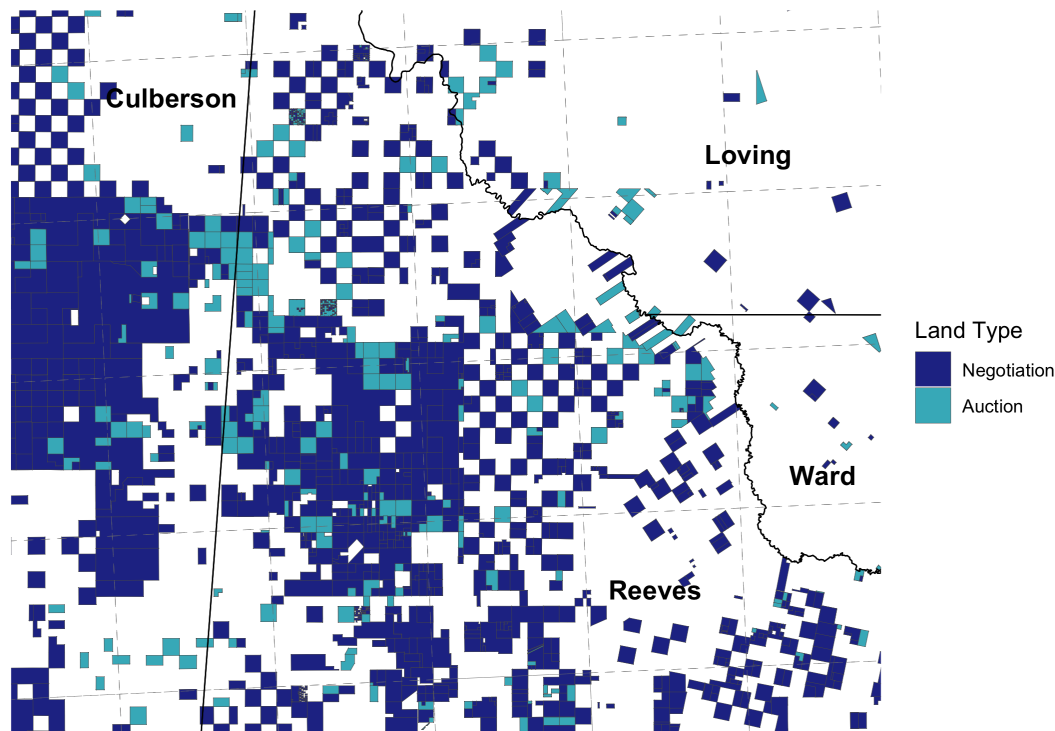 Culberson
Loving
Land Type
Negotiation
Auction
Ward
Reeves